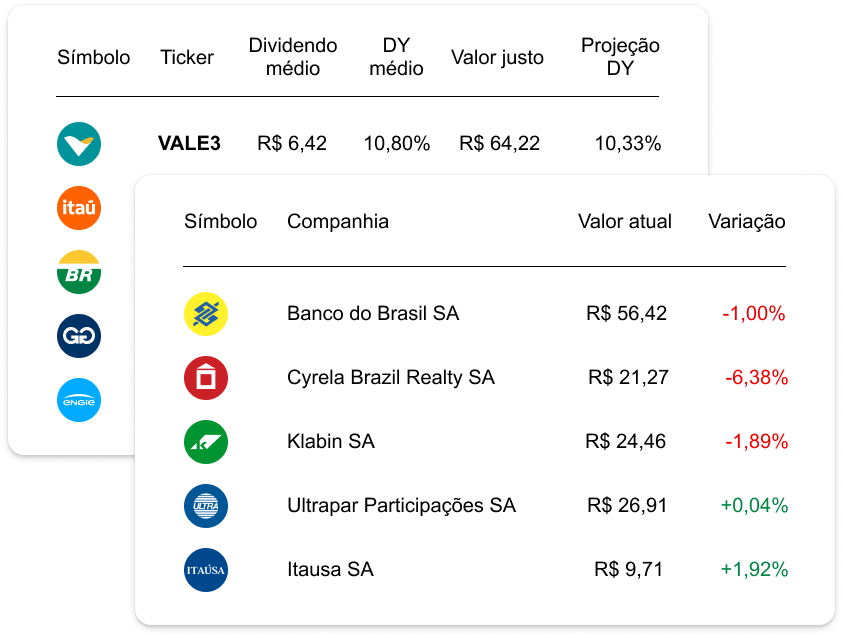 Símbolo Ticker Dividendo médio DY médio Valor justo Projeção DY
VALE3 R$ 6,42 10,80% R$ 64,22 10,33%
itaú
BR
GG
ENGIE
Símbolo Companhia Valor atual Variação
Banco do Brasil SA R$ 56,42 -1,00%
Cyrela Brazil Realty SA R$ 21,27 -6,38%
Klabin SA R$ 24,46 -1,89%
ULTRA Ultrapar Participações SA R$ 26,91 +0,04%
ITAÚSA Itausa SA R$ 9,71 +1,92%